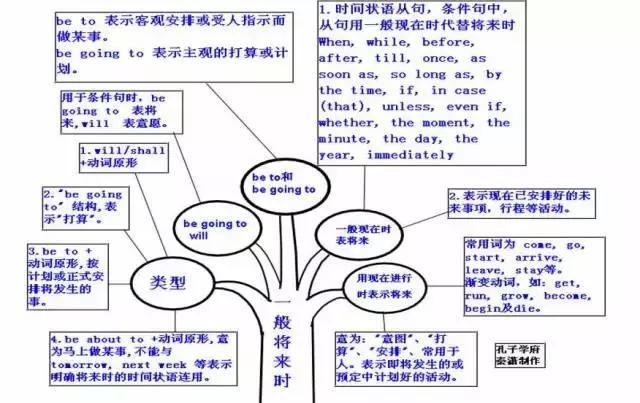 be to 表示客观安排或受人指示而
做某事。
be going to 表示主观的打算或计
划。
1.时间状语从句，条件句中，
从句用一般现在时代替将来时
When, while, before,
after, till, once, as
soon as, so long as, by
the time, if, in case
(that), unless, even if,
whether, the moment, the
minute, the day, the
year, immediately
用于条件句时，be
going to 表将
来,will 表意愿。
1.will/shall
+动词原形
be to和
be going to
2."be going
to" 结构,表
示"打算"。
be going to
will
一般现在时
表将来
2.表示现在已安排好的未
来事项，行程等活动。
3.be to +
动词原形,按
计划或正式安
排将发生的
事。
类型
用现在进行
时表示将来
常用词为 come, go,
start, arrive,
leave, stay等。
渐变动词，如: get,
run, grow, become,
begin及die.
一般将来时
4.be about to +动词原形,意
为马上做某事,不能与
tomorrow, next week 等表示
明确将来时的时间状语连用。
意为："意图"、"打
算"、"安排"、常用于
人。表示即将发生的或
预定中计划好的活动。
孔子学府
制作